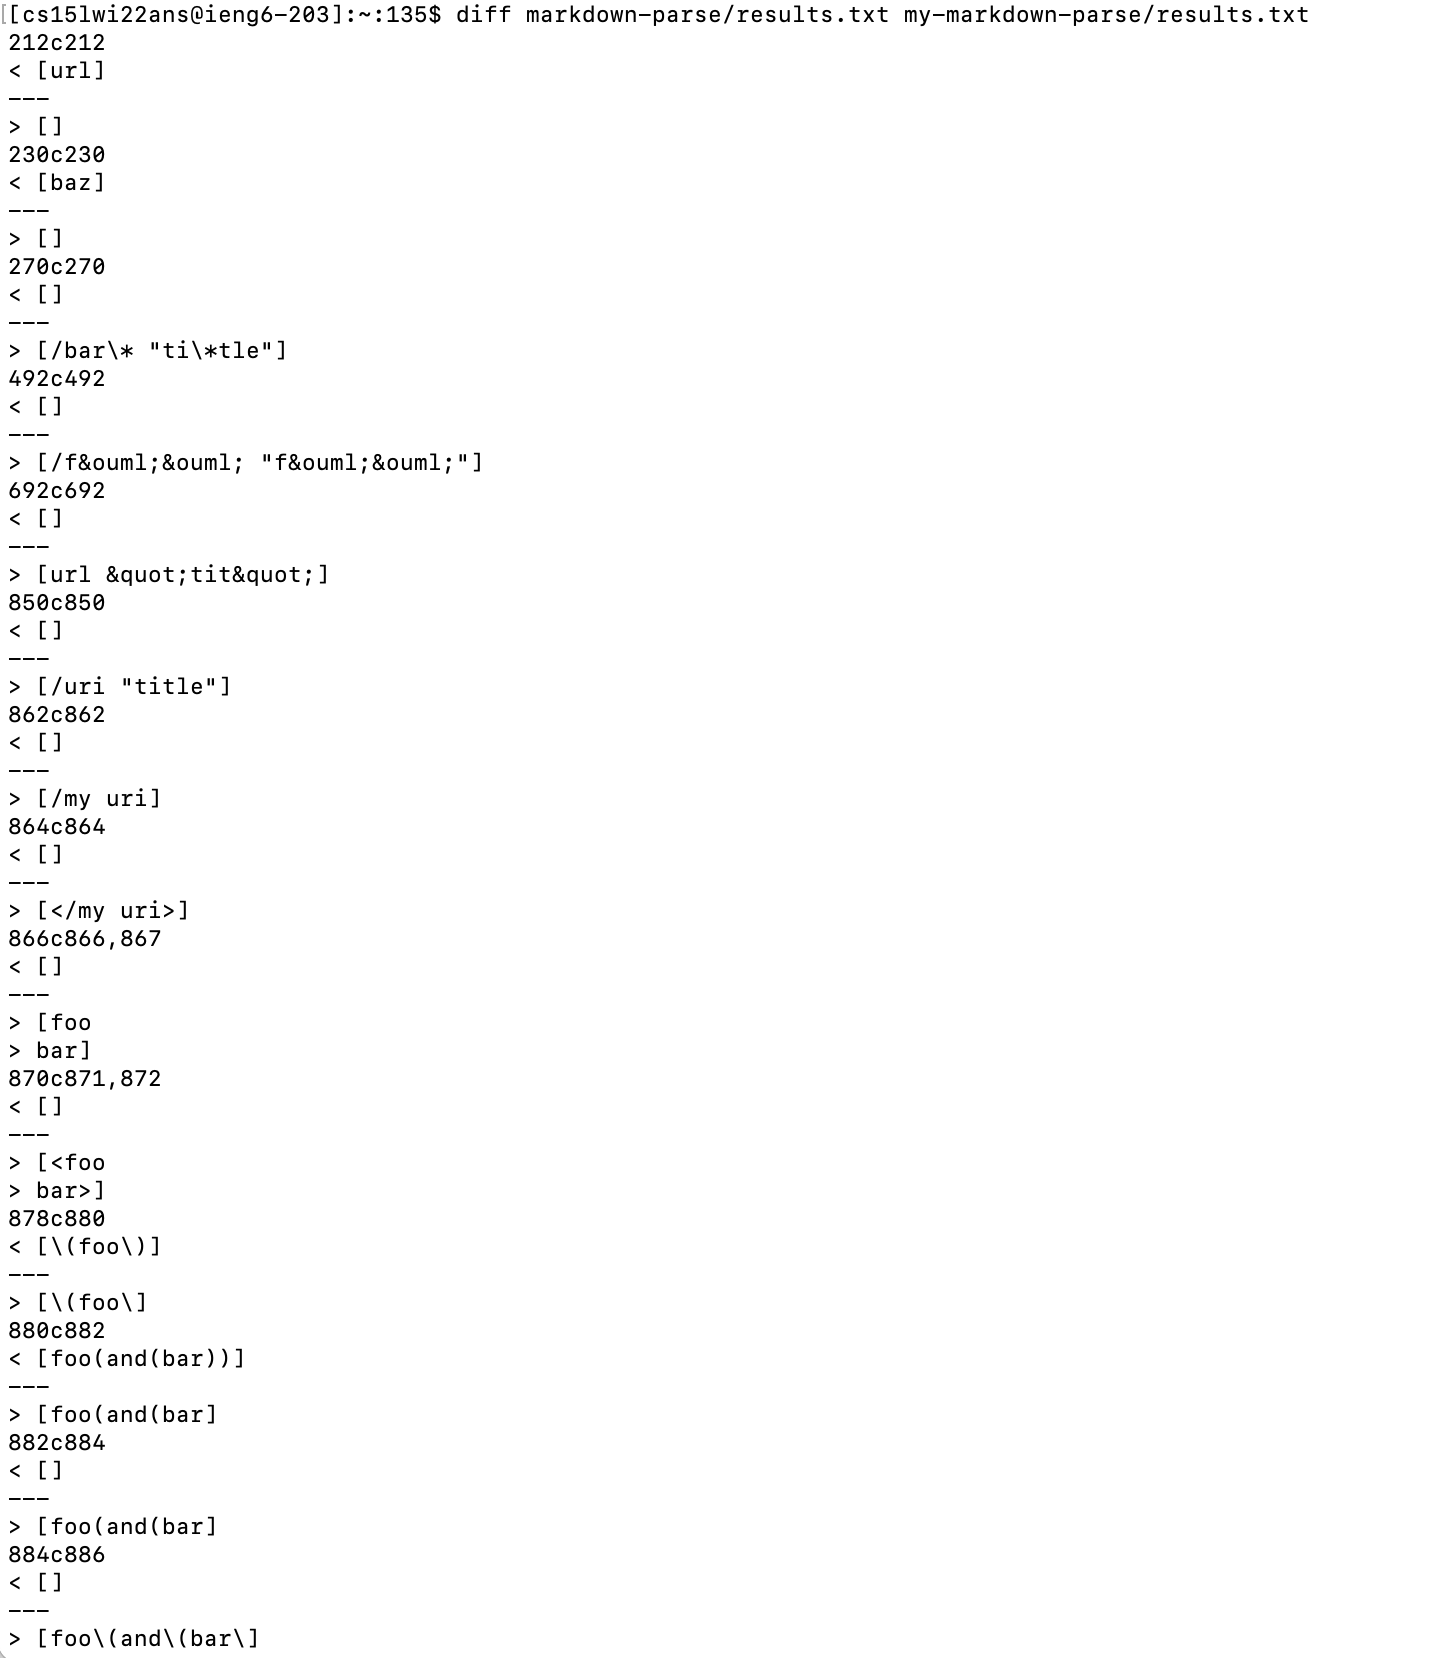 [[cs15lwi22ans@ieng6-203]:~:135$ diff markdown-parse/results.txt my-markdown-parse/results.txt
212c212
< [url]
---
> []
230c230
< [baz]
---
> []
270c270
< []
---
> [/bar\* "ti\*tle"]
492c492
< []
---
> [/f&ouml;&ouml; "f&ouml;&ouml;"]
692c692
< []
---
> [url &quot;tit&quot;]
850c850
< []
---
> [/uri "title"]
862c862
< []
---
> [/my uri]
864c864
< []
---
> [</my uri>]
866c866,867
< []
---
> [foo
> bar]
870c871,872
< []
---
> [<foo
> bar>]
878c880
< [\(foo\)]
---
> [\(foo\]
880c882
< [foo(and(bar))]
---
> [foo(and(bar]
882c884
< []
---
> [foo(and(bar]
884c886
< []
---
> [foo\(and\(bar\]